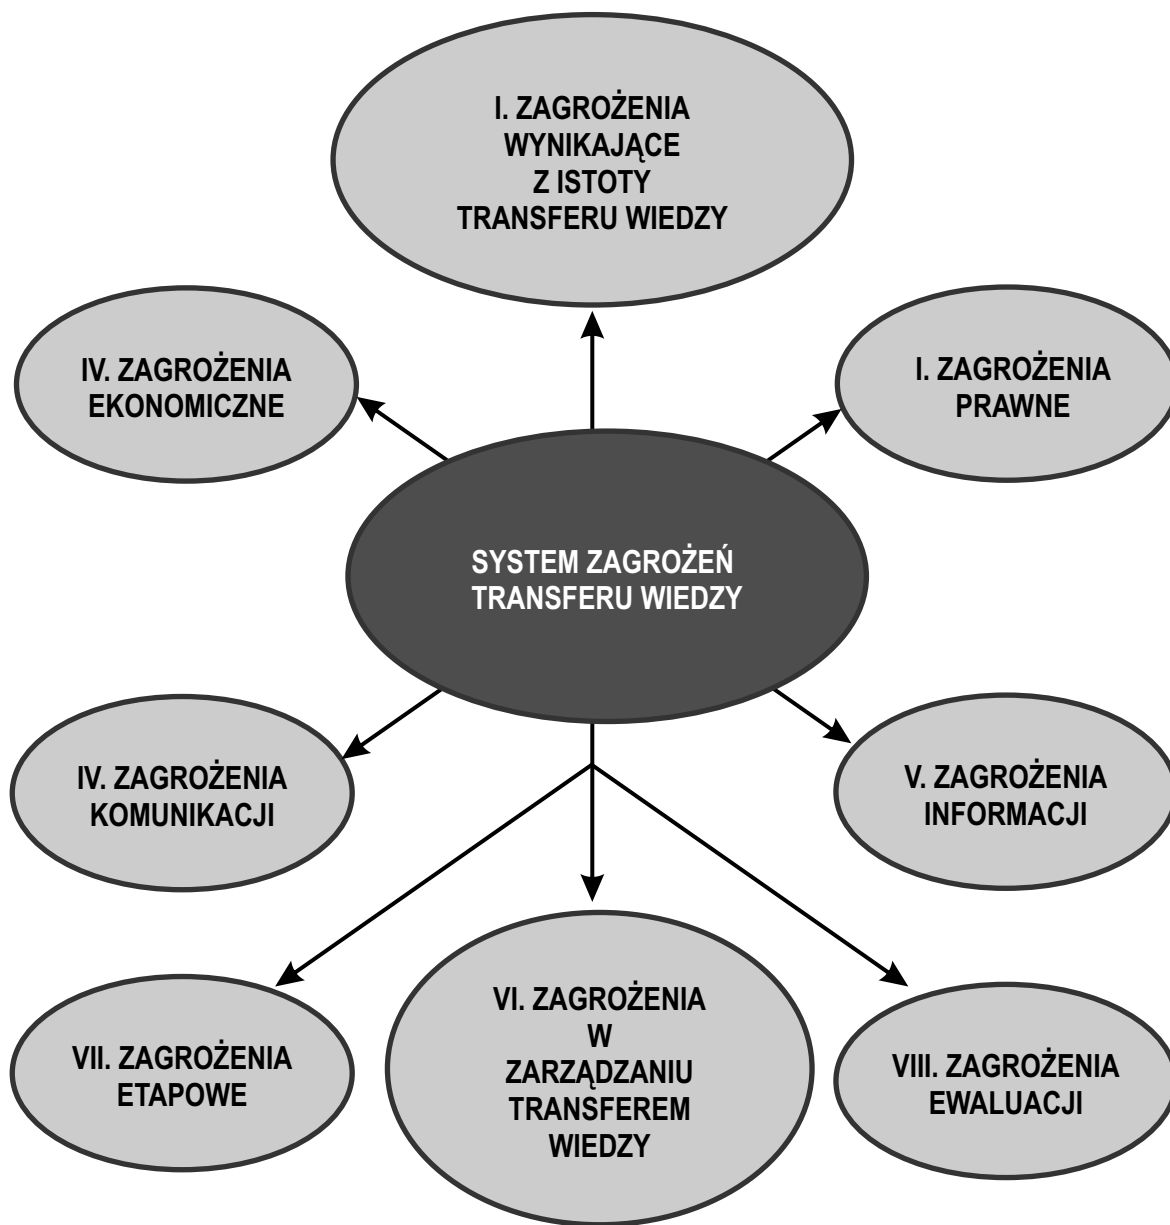 I. ZAGROŻENIA
WYNIKAJĄCE
Z ISTOTY
TRANSFERU WIEDZY
IV. ZAGROŻENIA
EKONOMICZNE
I. ZAGROŻENIA
PRAWNE
SYSTEM ZAGROŻEŃ
TRANSFERU WIEDZY
IV. ZAGROŻENIA
KOMUNIKACJI
V. ZAGROŻENIA
INFORMACJI
VII. ZAGROŻENIA
ETAPOWE
VI. ZAGROŻENIA
W
ZARZĄDZANIU
TRANSFEREM
WIEDZY
VIII. ZAGROŻENIA
EWALUACJI